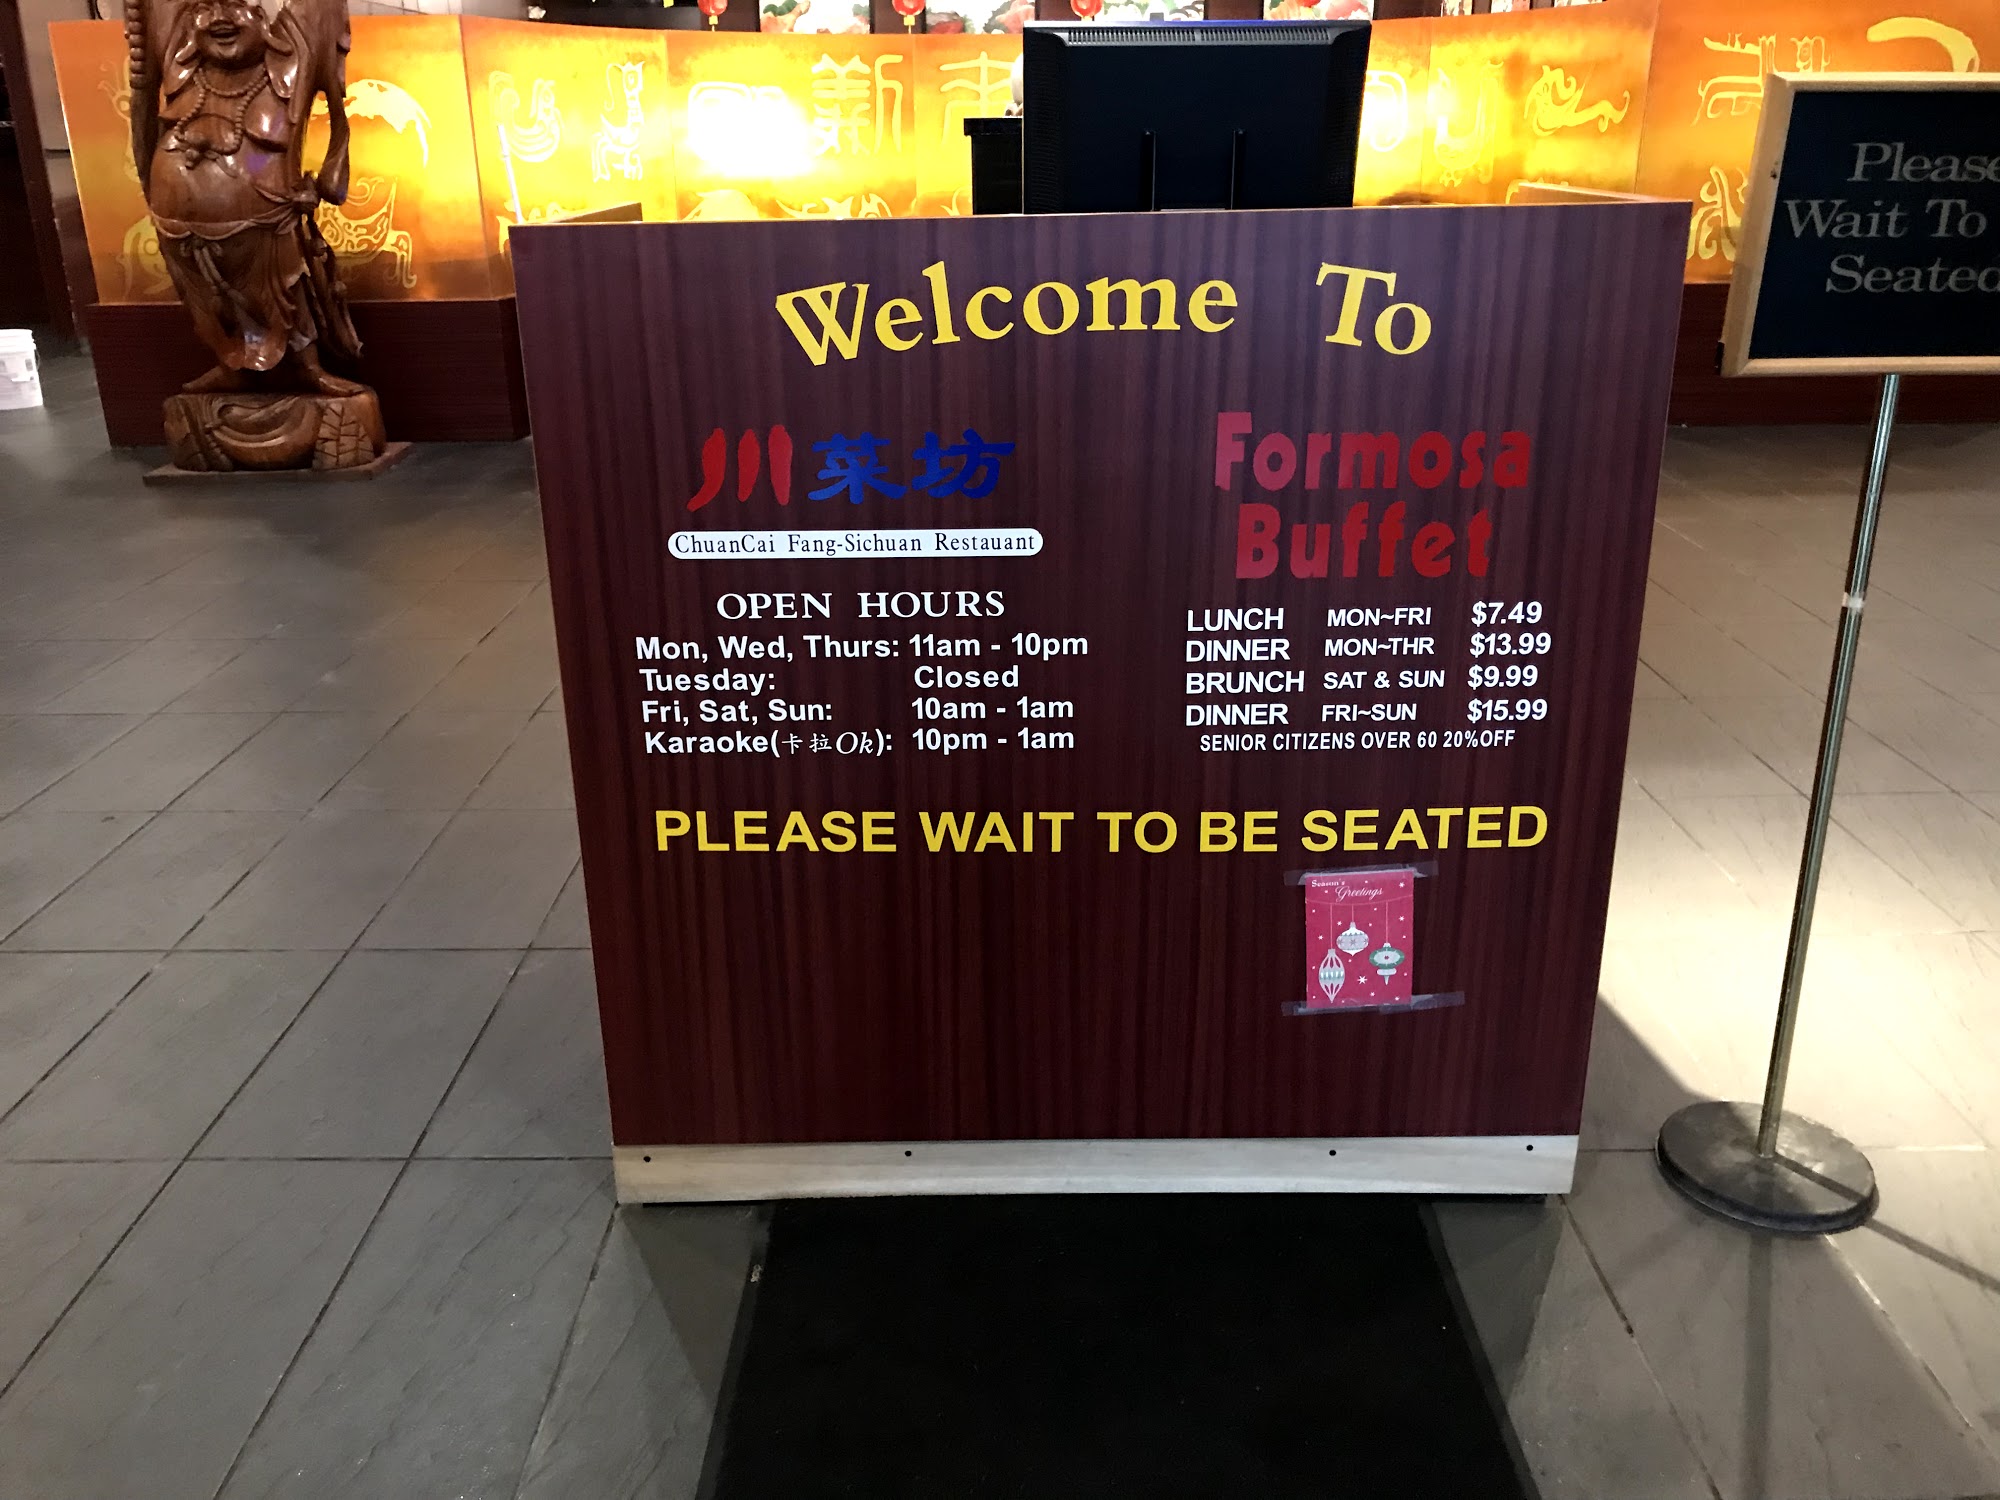 Welcome To
川菜坊
ChuanCai Fang-Sichuan Restauant
OPEN HOURS
Mon, Wed, Thurs: 11am - 10pm
Tuesday: Closed
Fri, Sat, Sun: 10am - 1am
Karaoke(卡拉Ok): 10pm - 1am
Formosa
Buffet
LUNCH MON~FRI $7.49
DINNER MON~THR $13.99
BRUNCH SAT & SUN $9.99
DINNER FRI~SUN $15.99
SENIOR CITIZENS OVER 60 20%OFF
PLEASE WAIT TO BE SEATED
Season's
Greetings
Please
Wait To
Seated